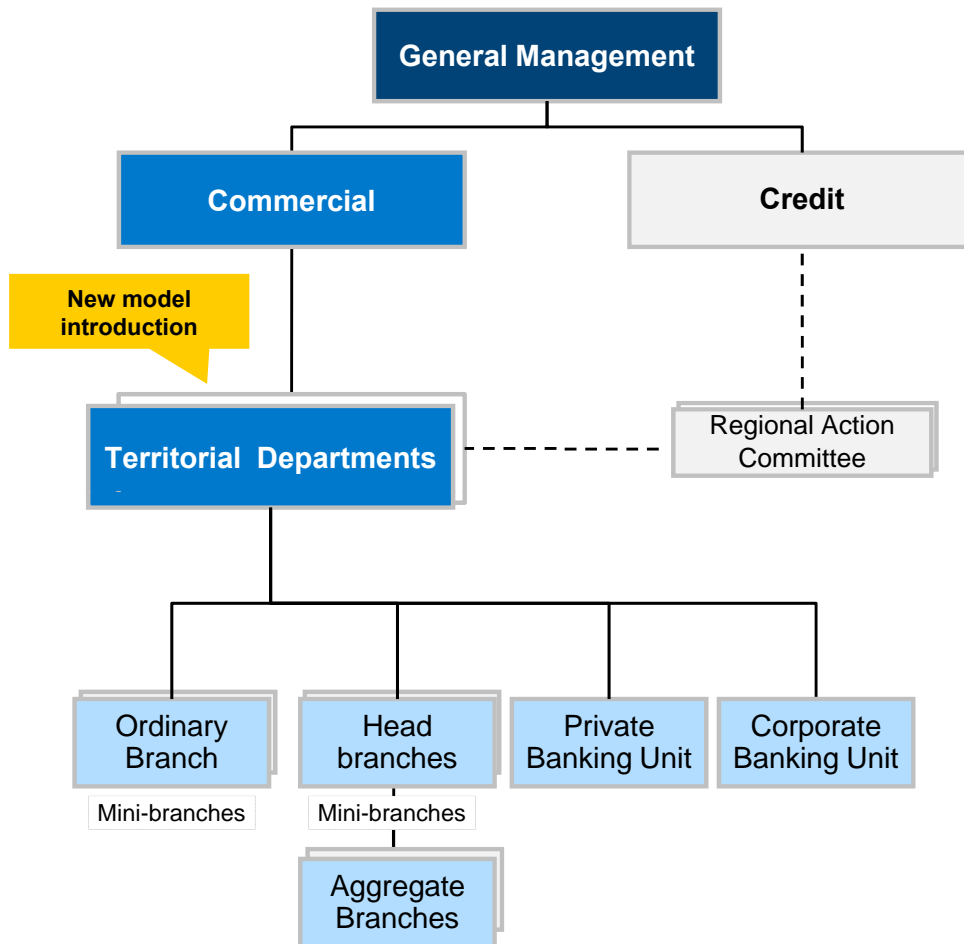 General Management
Commercial
Credit
New model
introduction
Territorial  Departments
-
Regional Action
Committee
Ordinary
Branch
Head
branches
Private
Banking Unit
Corporate
Banking Unit
Mini-branches
Mini-branches
Aggregate
Branches